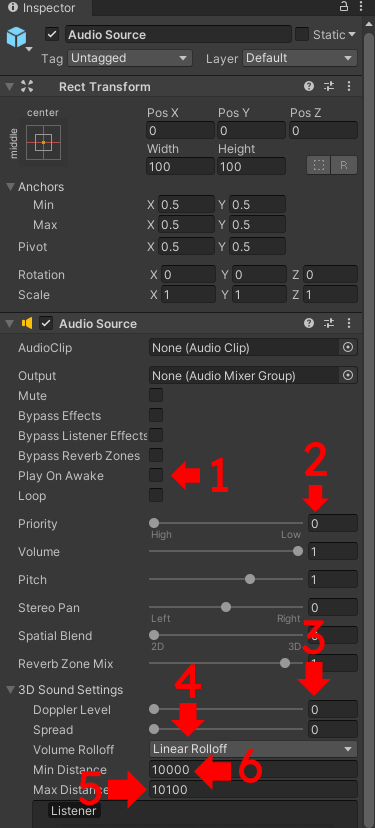 Inspector
Audio Source Static
Tag Untagged Layer Default
Rect Transform
center Pos X Pos Y Pos Z
middle 0 0 0
Width Height
100 100 R
Anchors
Min X 0.5 Y 0.5
Max X 0.5 Y 0.5
Pivot X 0.5 Y 0.5
Rotation X 0 Y 0 Z 0
Scale X 1 Y 1 Z 1
Audio Source
AudioClip None (Audio Clip)
Output None (Audio Mixer Group)
Mute
Bypass Effects
Bypass Listener Effects
Bypass Reverb Zones
Play On Awake 1
Loop 2
Priority 0
High Low
Volume 1
Pitch 1
Stereo Pan 0
Left Right
Spatial Blend
2D 3D 3
Reverb Zone Mix
3D Sound Settings 4
Doppler Level 0
Spread 0
Volume Rolloff Linear Rolloff
Min Distance 10000 6
Max Distance 5 10100
Listener